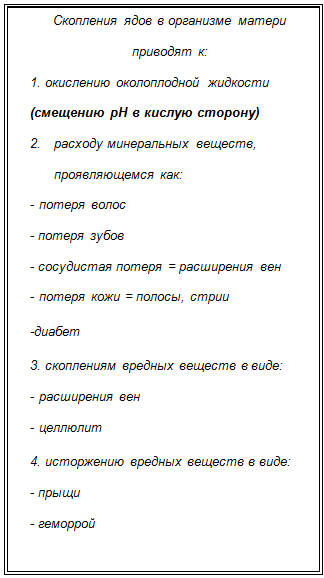 Скопления ядов в организме матери
приводят к:
1. окислению околоплодной жидкости
(смещению pH в кислую сторону)
2. расходу минеральных веществ,
проявляющемся как:
- потеря волос
- потеря зубов
- сосудистая потеря = расширения вен
- потеря кожи = полосы, стрии
-диабет
3. скоплениям вредных веществ в виде:
- расширения вен
- целлюлит
4. исторжению вредных веществ в виде:
- прыщи
- геморрой